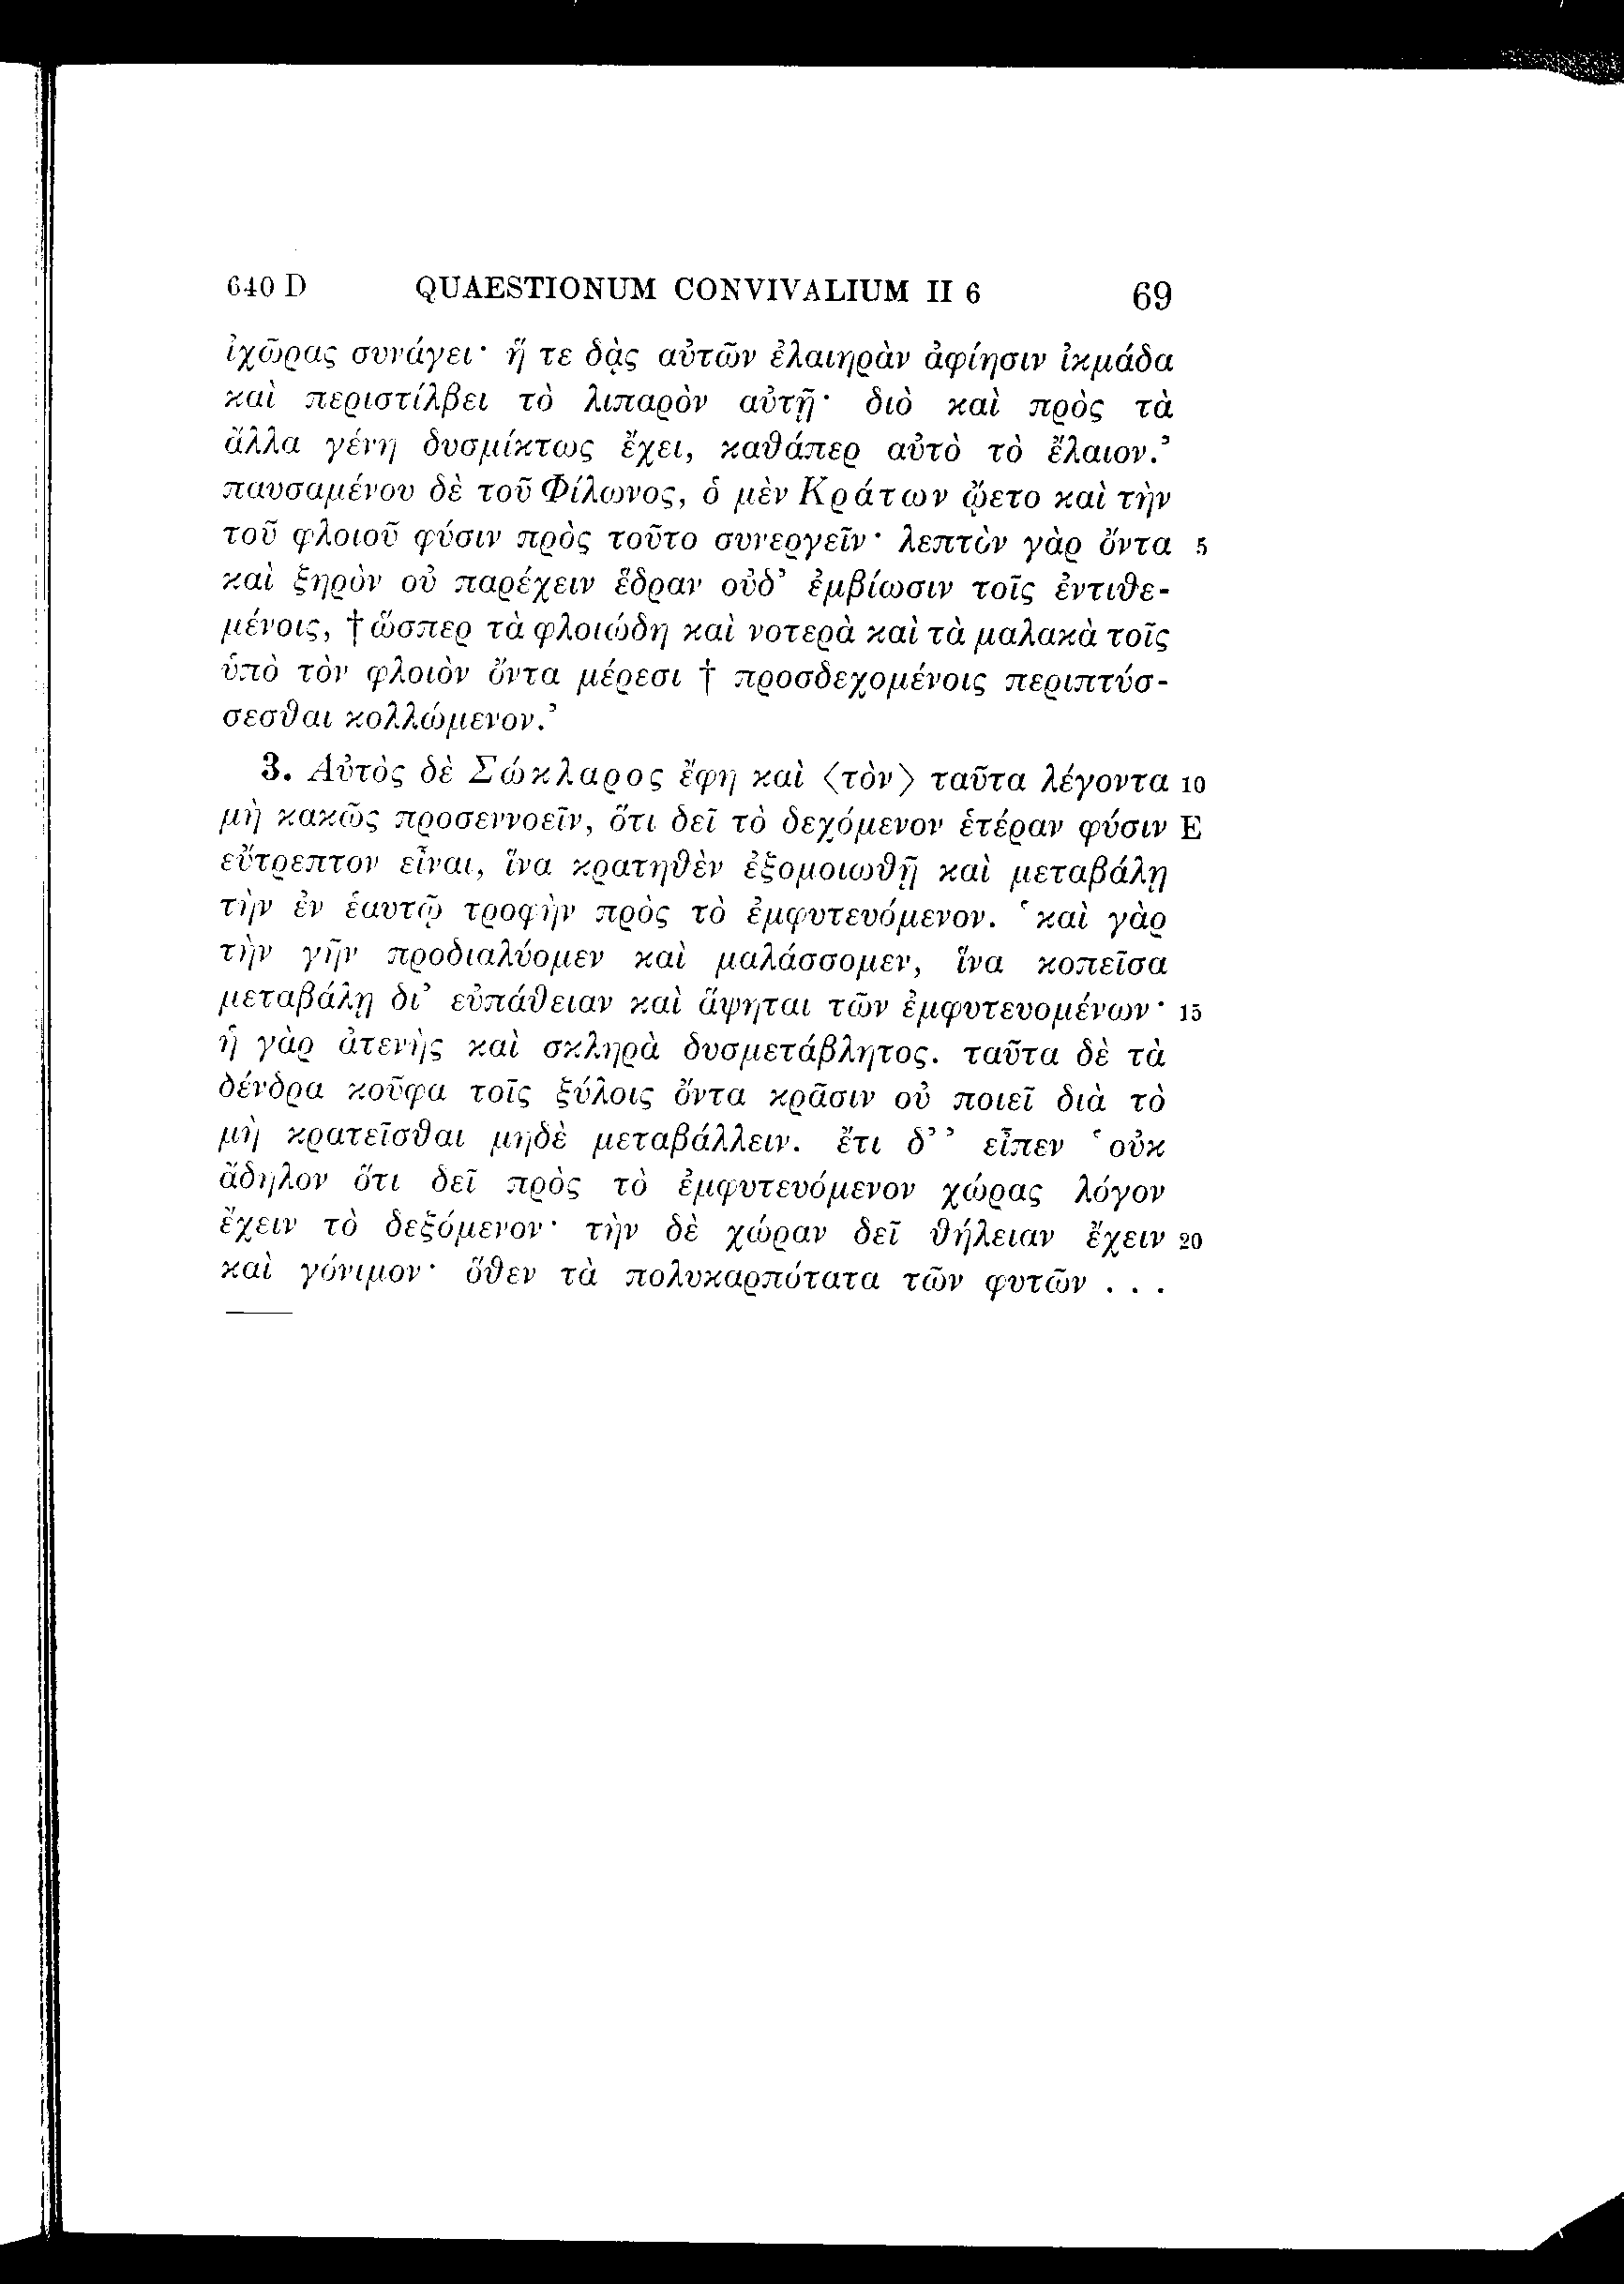 640 D QUAESTIONUM CONVIVALIUM II 6 69
ἰχῶρας συνάγει· ἥ τε δᾲς αὐτῶν ἐλαιηρὰν ἀφίησιν ἰκμάδα
καὶ περιστίλβει τὸ λιπαρὸν αὐτῇ· διὸ καὶ πρὸς τὰ
ἄλλα γένη δυσμίκτως ἔχει, καθάπερ αὐτὸ τὸ ἔλαιον.’
παυσαμένου δὲ τοῦ Φίλωνος, ὁ μὲν Κράτων ᾤετο καὶ τὴν
τοῦ φλοιοῦ φύσιν πρὸς τοῦτο συνεργεῖν· λεπτὸν γὰρ ὄντα 5
καὶ ξηρὸν οὐ παρέχειν ἕδραν οὐδ’ ἐμβίωσιν τοῖς ἐντιθε-
μένοις, †ὥσπερ τὰ φλοιώδη καὶ νοτερὰ καὶ τὰ μαλακὰ τοῖς
ὑπὸ τὸν φλοιὸν ὄντα μέρεσι † προσδεχομένοις περιπτύσ-
σεσθαι κολλώμενον.’
3. Αὐτὸς δὲ Σώκλαρος ἔφη καὶ ⟨τὸν⟩ ταῦτα λέγοντα 10
μὴ κακῶς προσεννοεῖν, ὅτι δεῖ τὸ δεχόμενον ἑτέραν φύσιν E
εὔτρεπτον εἶναι, ἵνα κρατηθὲν ἐξομοιωθῇ καὶ μεταβάλῃ
τὴν ἐν ἑαυτῷ τροφὴν πρὸς τὸ ἐμφυτευόμενον. ‘καὶ γὰρ
τὴν γῆν προδιαλύομεν καὶ μαλάσσομεν, ἵνα κοπεῖσα
μεταβάλῃ δι’ εὐπάθειαν καὶ ἅψηται τῶν ἐμφυτευομένων· 15
ἡ γὰρ ἀτενὴς καὶ σκληρὰ δυσμετάβλητος. ταῦτα δὲ τὰ
δένδρα κοῦφα τοῖς ξύλοις ὄντα κρᾶσιν οὐ ποιεῖ διὰ τὸ
μὴ κρατεῖσθαι μηδὲ μεταβάλλειν. ἔτι δ’’ εἶπεν ‘οὐκ
ἄδηλον ὅτι δεῖ πρὸς τὸ ἐμφυτευόμενον χώρας λόγον
ἔχειν τὸ δεξόμενον· τὴν δὲ χώραν δεῖ θήλειαν ἔχειν 20
καὶ γόνιμον· ὅθεν τὰ πολυκαρπότατα τῶν φυτῶν . . .